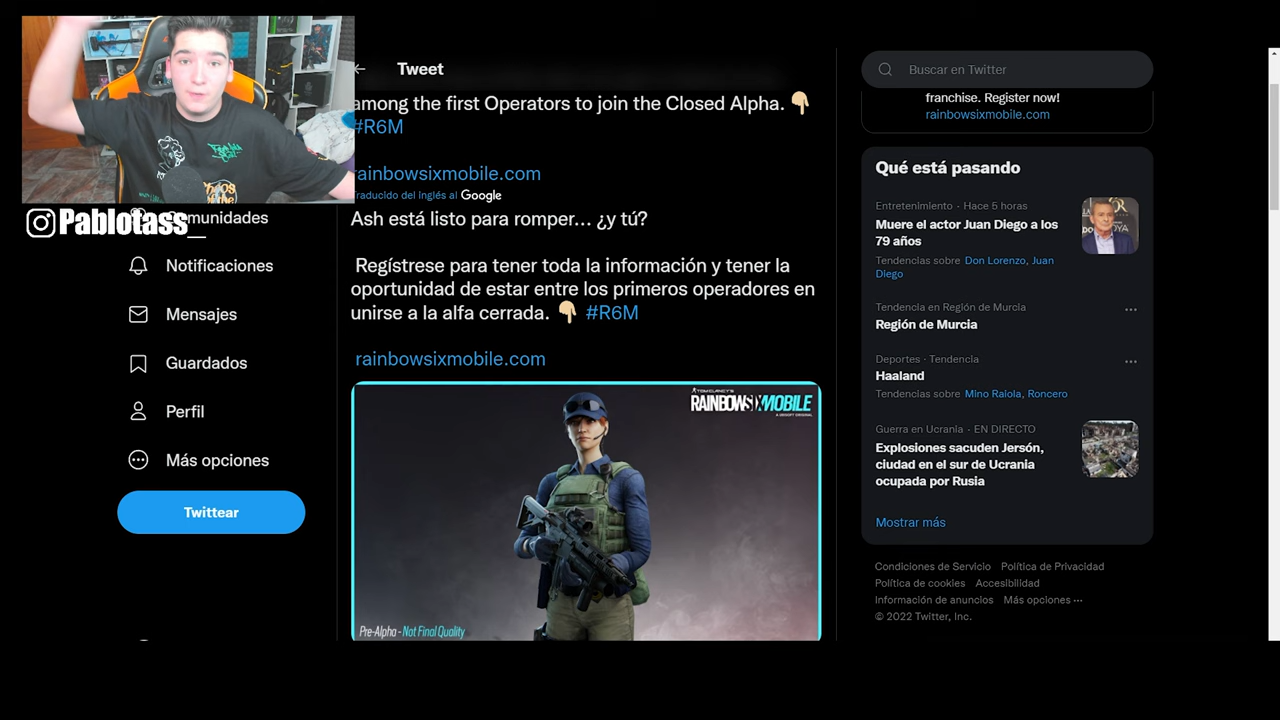 Tweet
among the first Operators to join the Closed Alpha. 👇🏼
#R6M
rainbowsixmobile.com
Traducido del inglés al Google
Ash está listo para romper... ¿y tú?
Regístrese para tener toda la información y tener la
oportunidad de estar entre los primeros operadores en
unirse a la alfa cerrada. 👇🏼 #R6M
rainbowsixmobile.com
TOM CLANCY'S
RAINBOWSIXMOBILE
A UBISOFT ORIGINAL
Pre-Alpha - Not Final Quality
Pablotass__
munidades
Notificaciones
Mensajes
Guardados
Perfil
Más opciones
Twittear
Buscar en Twitter
franchise. Register now!
rainbowsixmobile.com
Qué está pasando
Entretenimiento · Hace 5 horas
Muere el actor Juan Diego a los
79 años
Tendencias sobre Don Lorenzo, Juan
Diego
Tendencia en Región de Murcia
Región de Murcia
Deportes · Tendencia
Haaland
Tendencias sobre Mino Raiola, Roncero
Guerra en Ucrania · EN DIRECTO
Explosiones sacuden Jersón,
ciudad en el sur de Ucrania
ocupada por Rusia
Mostrar más
Condiciones de Servicio Política de Privacidad
Política de cookies Accesibilidad
Información de anuncios Más opciones ···
© 2022 Twitter, Inc.